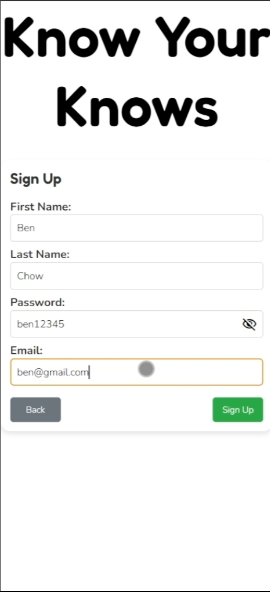 Know Your
Knows
Sign Up
First Name:
Ben
Last Name:
Chow
Password:
ben12345
Email:
ben@gmail.com
Back
Sign Up